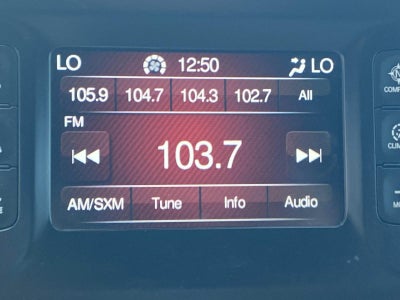 LO 12:50 LO
105.9 104.7 104.3 102.7 All
FM
103.7
AM/SXM Tune Info Audio